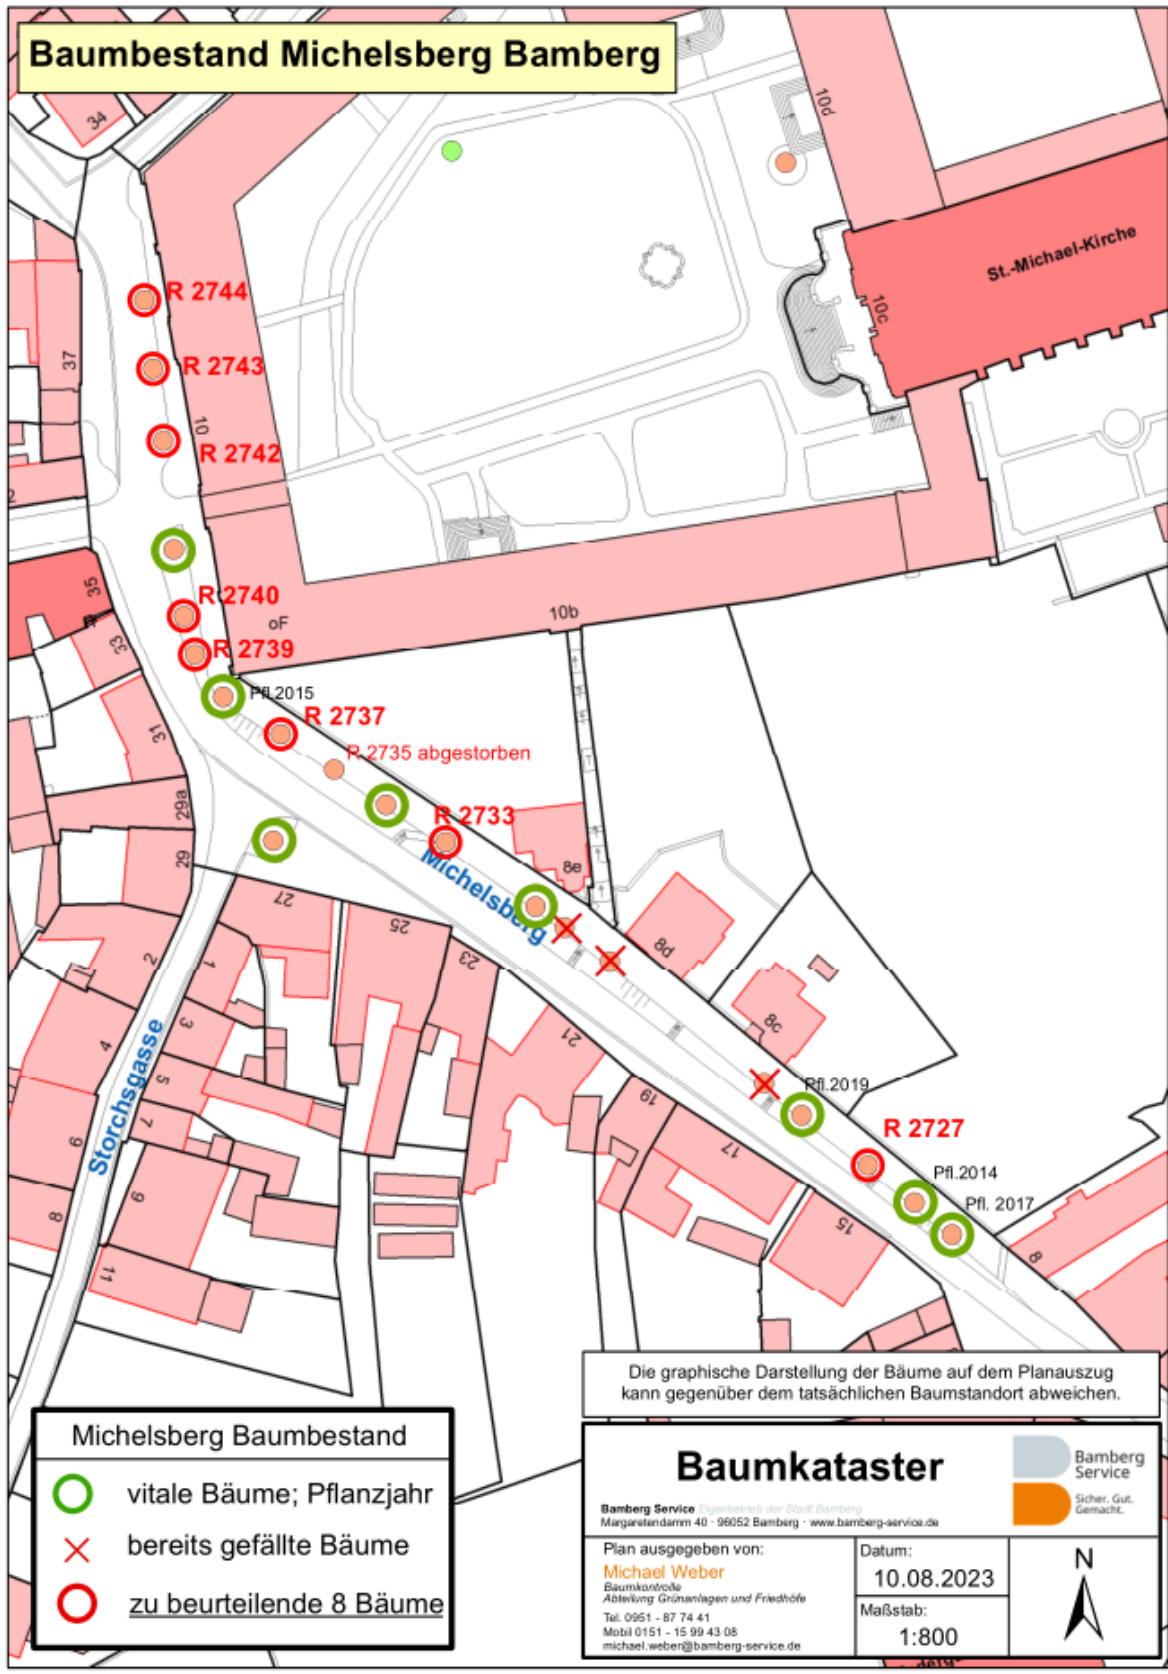 Baumbestand Michelsberg Bamberg
34
10d
St.-Michael-Kirche
10c
R 2744
37
R 2743
10
R 2742
2
35
R 2740
10b
oF
33
R 2739
Pfl.2015
R 2737
31
R 2735 abgestorben
29a
R 2733
29
Michelsberg
8e
27
25
23
8d
2
1
21
8c
Storchsgasse
3
4
5
Pfl.2019
19
7
6
17
R 2727
Pfl.2014
9
8
Pfl. 2017
15
11
8
Die graphische Darstellung der Bäume auf dem Planauszug
kann gegenüber dem tatsächlichen Baumstandort abweichen.
Michelsberg Baumbestand
vitale Bäume; Pflanzjahr
bereits gefällte Bäume
zu beurteilende 8 Bäume
Baumkataster
Bamberg
Service
Sicher. Gut.
Gemacht.
Bamberg Service Eigenbetrieb der Stadt Bamberg
Margaretendamm 40 · 96052 Bamberg · www.bamberg-service.de
Plan ausgegeben von:
Michael Weber
Baumkontrolle
Abteilung Grünanlagen und Friedhöfe
Tel. 0951 - 87 74 41
Mobil 0151 - 15 99 43 08
michael.weber@bamberg-service.de
Datum:
10.08.2023
Maßstab:
1:800
N